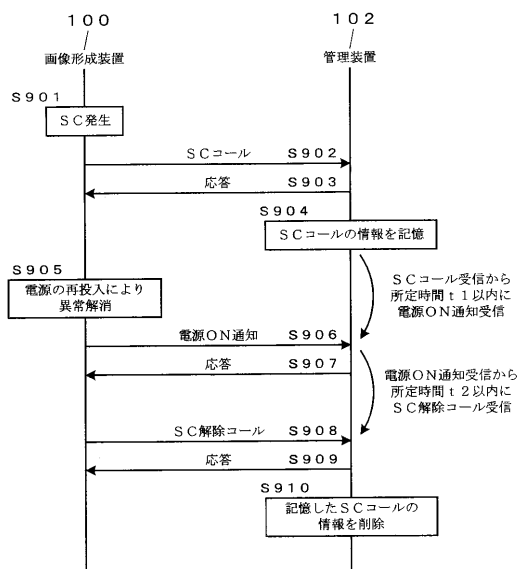 100
102
画像形成装置
管理装置
S901
SC発生
SCコール
S902
応答
S903
S904
SCコールの情報を記憶
S905
電源の再投入により
異常解消
SCコール受信から
所定時間t1以内に
電源ON通知受信
電源ON通知
S906
応答
S907
電源ON通知受信から
所定時間t2以内に
SC解除コール受信
SC解除コール
S908
応答
S909
S910
記憶したSCコールの
情報を削除